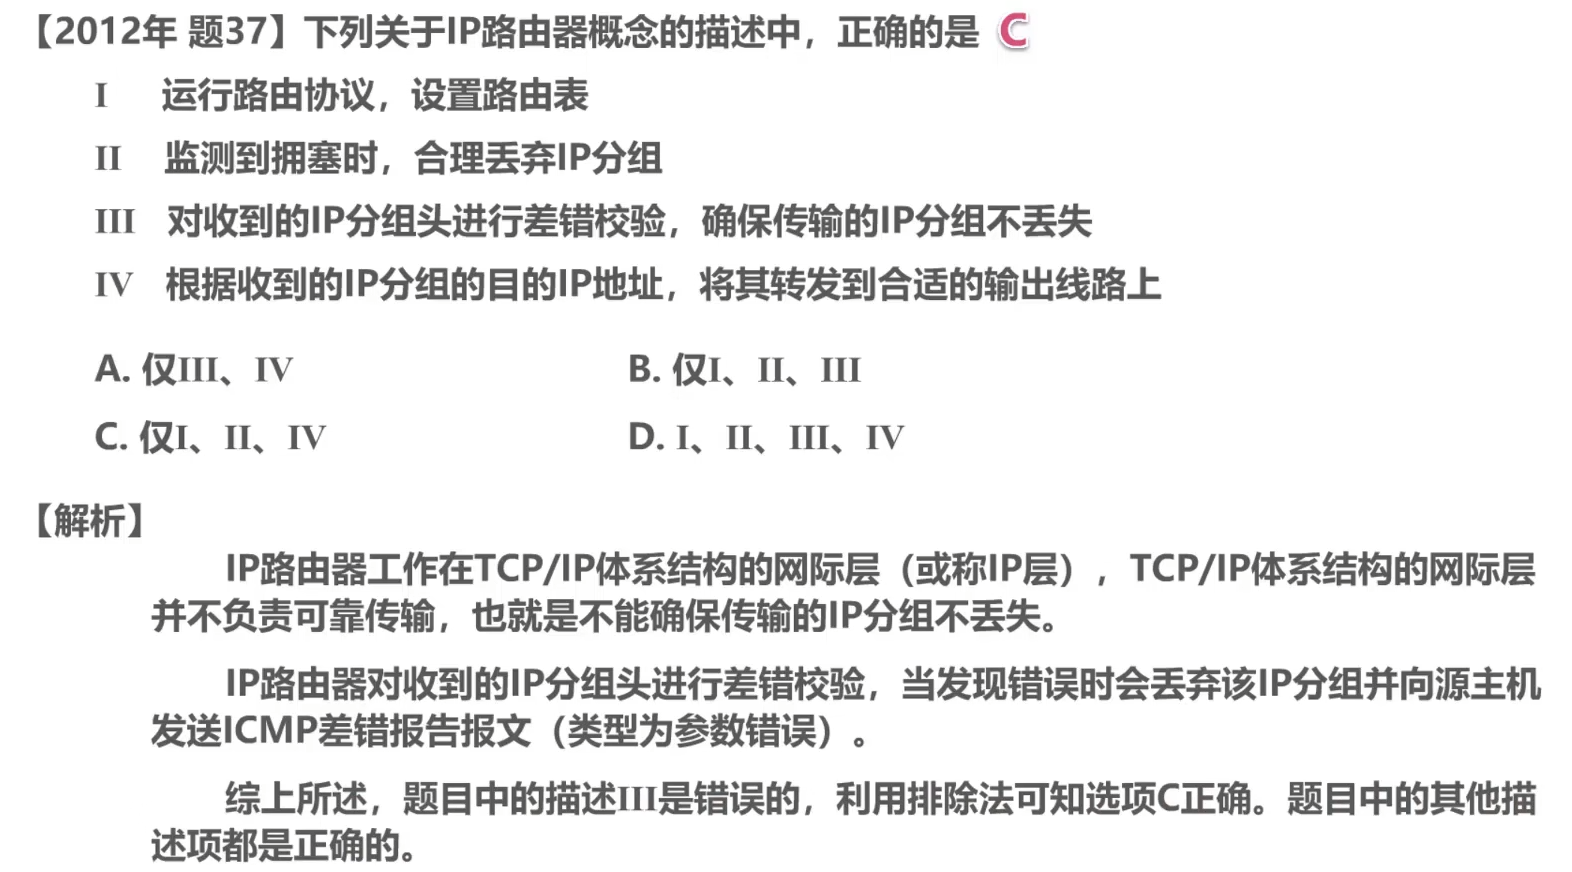 【2012年 题37】下列关于IP路由器概念的描述中，正确的是 C
I 运行路由协议，设置路由表
II 监测到拥塞时，合理丢弃IP分组
III 对收到的IP分组头进行差错校验，确保传输的IP分组不丢失
IV 根据收到的IP分组的目的IP地址，将其转发到合适的输出线路上
A. 仅III、IV B. 仅I、II、III
C. 仅I、II、IV D. I、II、III、IV
【解析】
IP路由器工作在TCP/IP体系结构的网际层（或称IP层），TCP/IP体系结构的网际层
并不负责可靠传输，也就是不能确保传输的IP分组不丢失。
IP路由器对收到的IP分组头进行差错校验，当发现错误时会丢弃该IP分组并向源主机
发送ICMP差错报告报文（类型为参数错误）。
综上所述，题目中的描述III是错误的，利用排除法可知选项C正确。题目中的其他描
述项都是正确的。